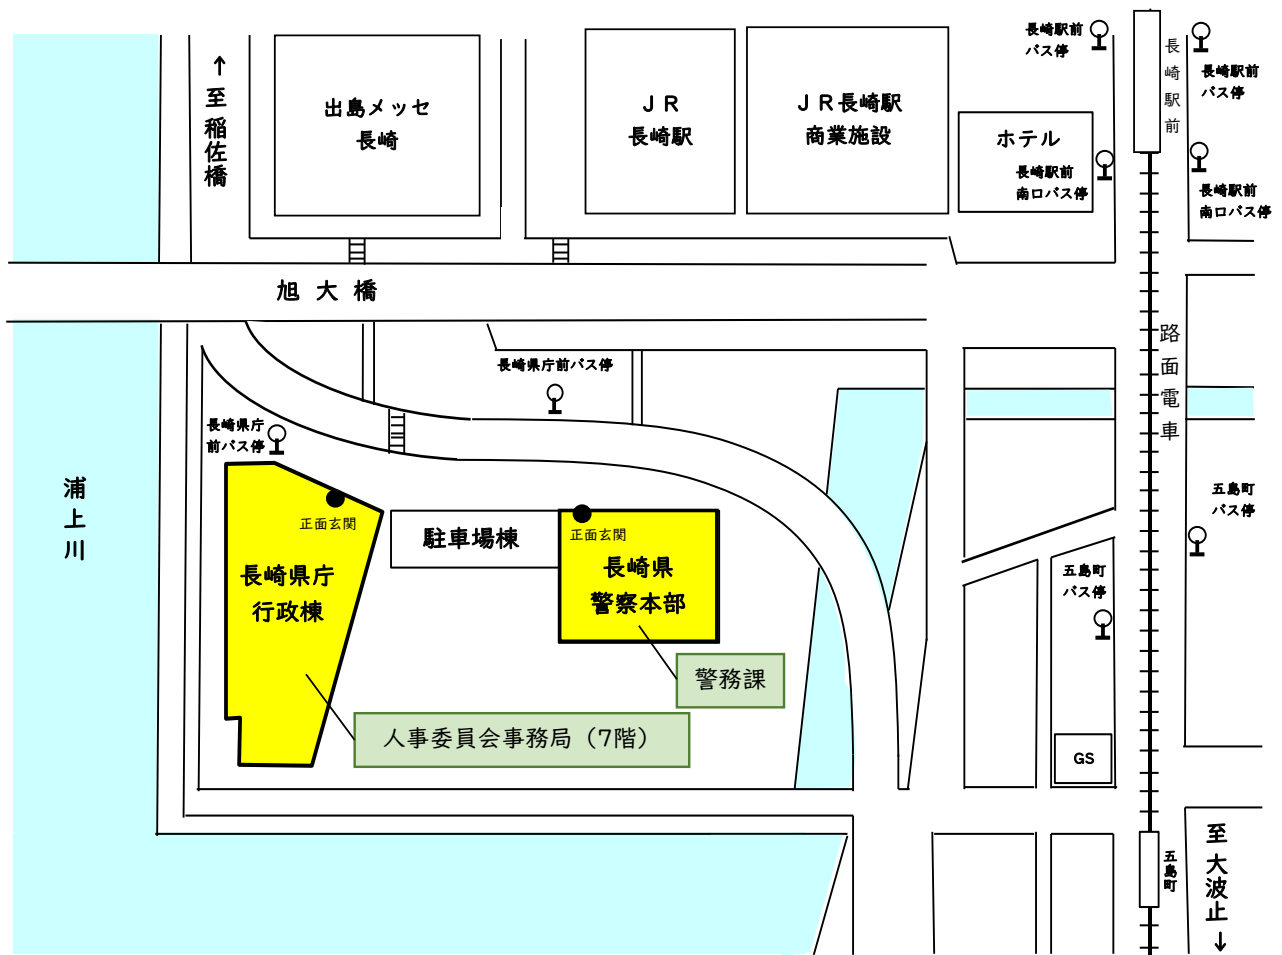 長崎駅前
バス停
長崎駅前
長崎駅前
バス停
↑
至
稲佐橋
出島メッセ
長崎
ＪＲ
長崎駅
ＪＲ長崎駅
商業施設
ホテル
長崎駅前
南口バス停
長崎駅前
南口バス停
旭大橋
路面電車
長崎県庁前バス停
長崎県庁
前バス停
浦上川
正面玄関
長崎県庁
行政棟
駐車場棟
正面玄関
長崎県
警察本部
五島町
バス停
五島町
バス停
警務課
人事委員会事務局（7階）
GS
五島町
至
大波止
↓